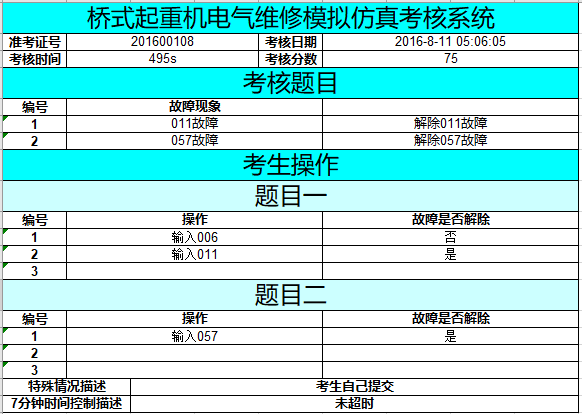 桥式起重机电气维修模拟仿真考核系统
准考证号 201600108 考核日期 2016-8-11 05:06:05
考核时间 495s 考核分数 75
考核题目
编号 故障现象
1 011故障 解除011故障
2 057故障 解除057故障
考生操作
题目一
编号 操作 故障是否解除
1 输入006 否
2 输入011 是
3
题目二
编号 操作 故障是否解除
1 输入057 是
2
3
特殊情况描述 考生自己提交
7分钟时间控制描述 未超时